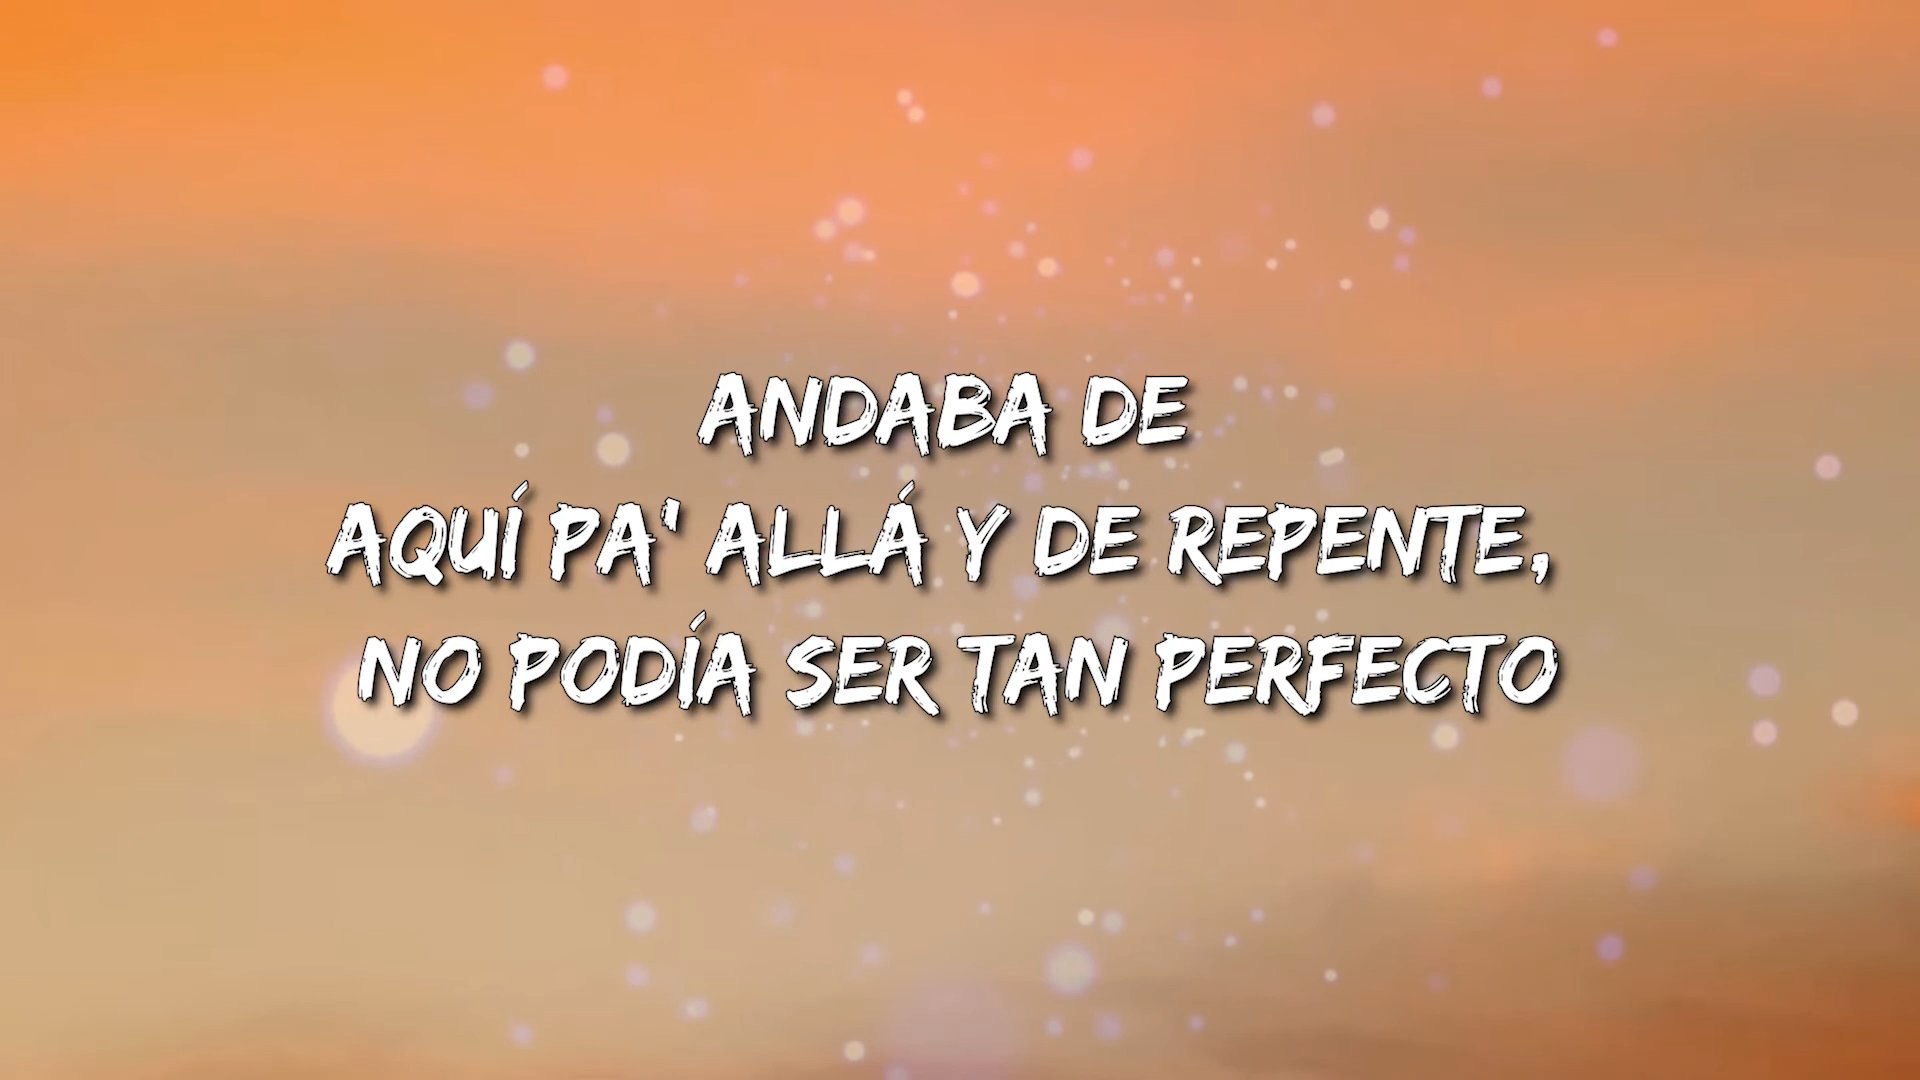 ANDABA DE
AQUÍ PA' ALLÁ Y DE REPENTE,
NO PODÍA SER TAN PERFECTO